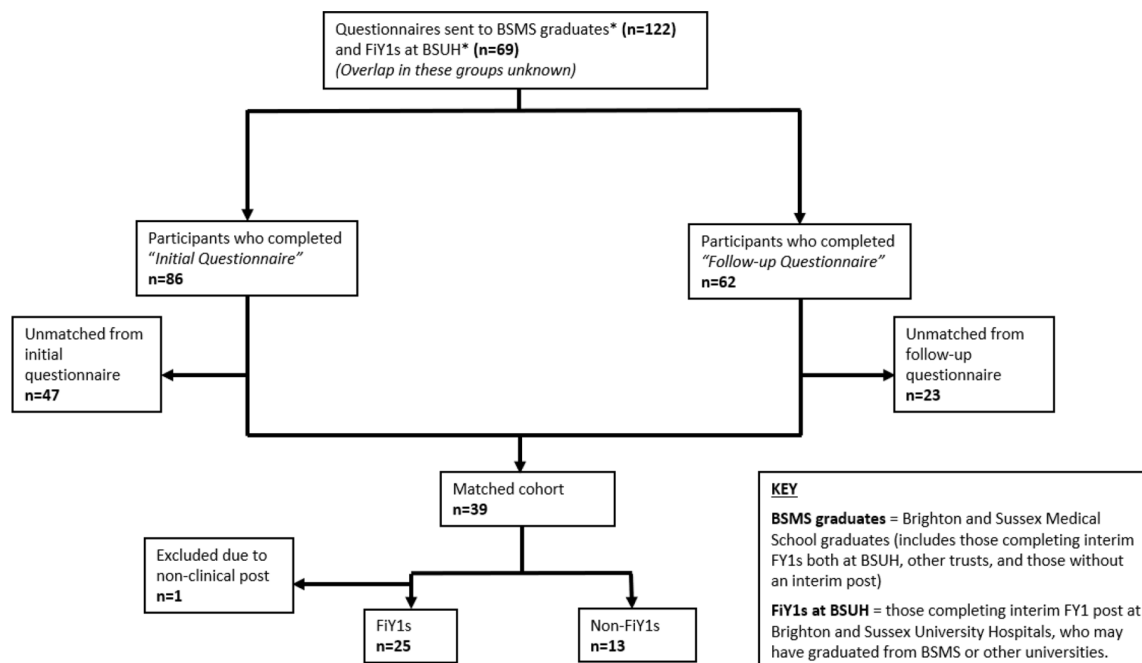 Questionnaires sent to BSMS graduates* (n=122)
and FiY1s at BSUH* (n=69)
(Overlap in these groups unknown)
Participants who completed
“Initial Questionnaire”
n=86
Participants who completed
“Follow-up Questionnaire”
n=62
Unmatched from
initial
questionnaire
n=47
Unmatched from
follow-up
questionnaire
n=23
Matched cohort
n=39
Excluded due to
non-clinical post
n=1
FiY1s
n=25
Non-FiY1s
n=13
KEY
BSMS graduates = Brighton and Sussex Medical
School graduates (includes those completing interim
FY1s both at BSUH, other trusts, and those without
an interim post)
FiY1s at BSUH = those completing interim FY1 post at
Brighton and Sussex University Hospitals, who may
have graduated from BSMS or other universities.